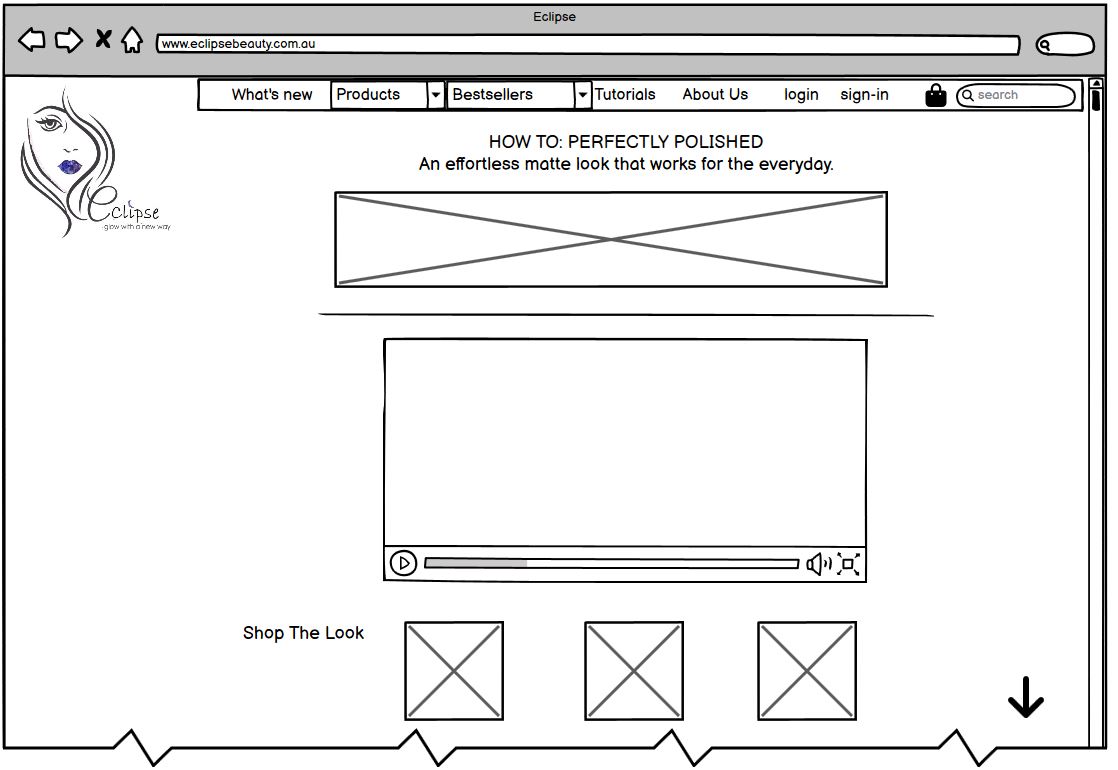 Eclipse
www.eclipsebeauty.com.au
What's new Products Bestsellers Tutorials About Us login sign-in search
Eclipse
glow with a new way
HOW TO: PERFECTLY POLISHED
An effortless matte look that works for the everyday.
Shop The Look